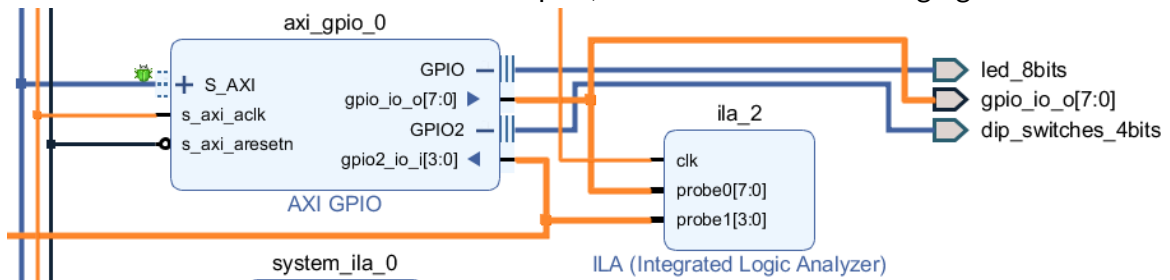 axi_gpio_0
S_AXI
s_axi_aclk
s_axi_aresetn
GPIO
gpio_io_o[7:0]
GPIO2
gpio2_io_i[3:0]
AXI GPIO
ila_2
clk
probe0[7:0]
probe1[3:0]
ILA (Integrated Logic Analyzer)
led_8bits
gpio_io_o[7:0]
dip_switches_4bits
system_ila_0